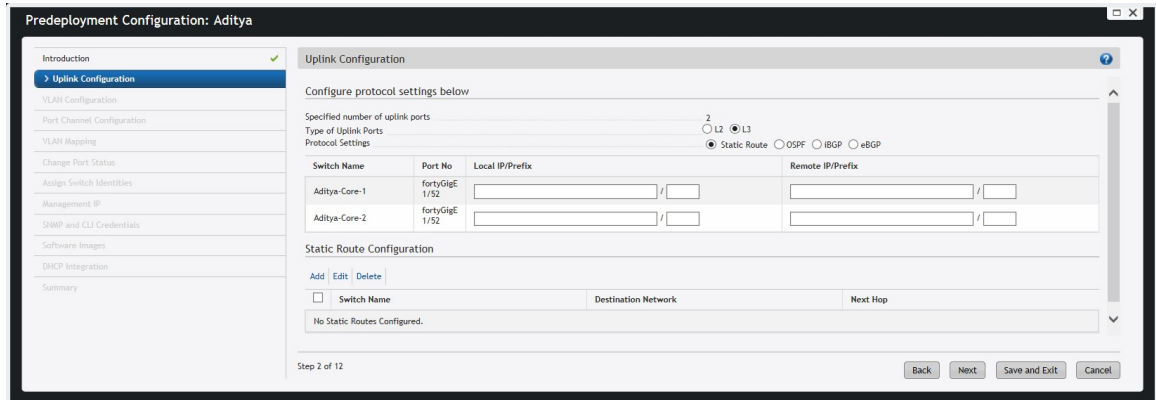 Predeployment Configuration: Aditya
Introduction
> Uplink Configuration
VLAN Configuration
Port Channel Configuration
VLAN Mapping
Change Port Status
Assign Switch Identities
Management IP
SNMP and CLI Credentials
Software Images
DHCP Integration
Summary
Uplink Configuration
?
Configure protocol settings below
Specified number of uplink ports 2
Type of Uplink Ports L2 L3
Protocol Settings Static Route OSPF iBGP eBGP
Switch Name Port No Local IP/Prefix Remote IP/Prefix
Aditya-Core-1 fortyGigE 1/52 / /
Aditya-Core-2 fortyGigE 1/52 / /
Static Route Configuration
Add Edit Delete
Switch Name Destination Network Next Hop
No Static Routes Configured.
Step 2 of 12
Back Next Save and Exit Cancel